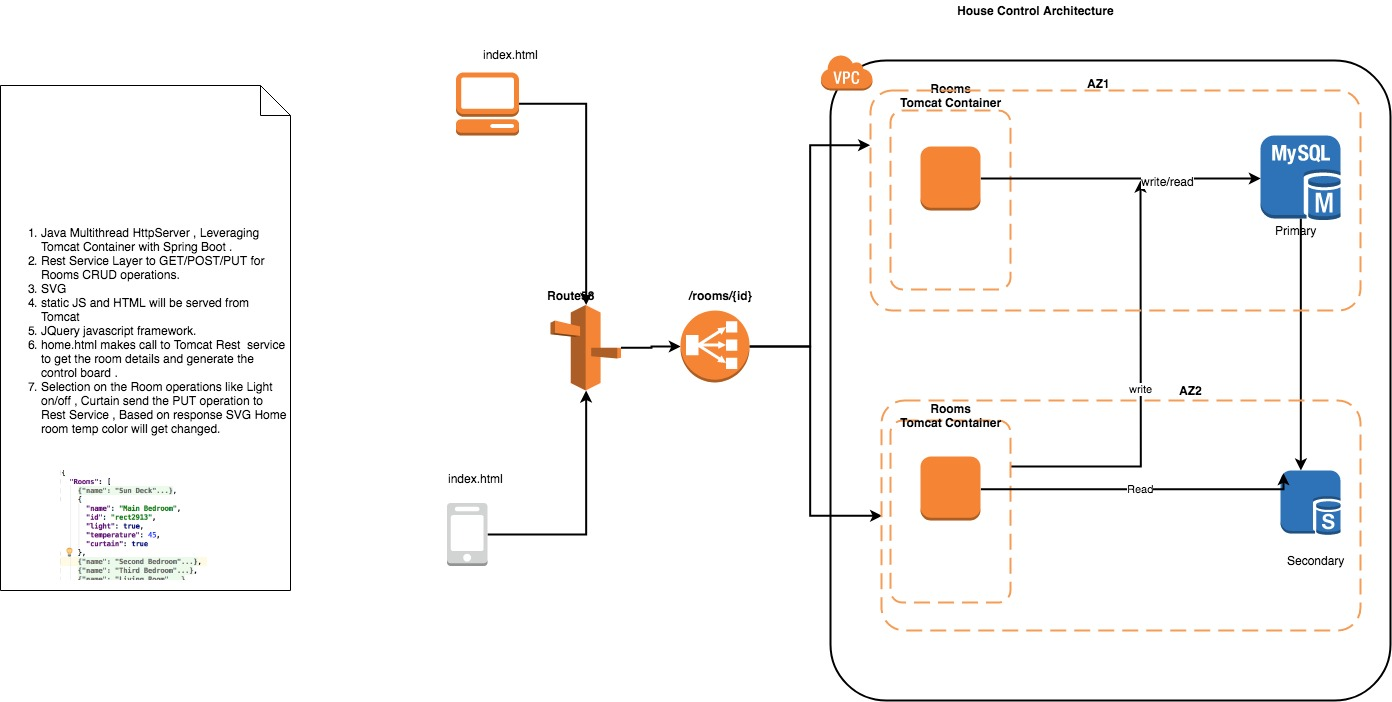 House Control Architecture
index.html
VPC
AZ1
Rooms
Tomcat Container
MySQL
M
write/read
Primary
1. Java Multithread HttpServer , Leveraging
Tomcat Container with Spring Boot .
2. Rest Service Layer to GET/POST/PUT for
Rooms CRUD operations.
3. SVG
4. static JS and HTML will be served from
Tomcat
5. JQuery javascript framework.
6. home.html makes call to Tomcat Rest service
to get the room details and generate the
control board .
7. Selection on the Room operations like Light
on/off , Curtain send the PUT operation to
Rest Service , Based on response SVG Home
room temp color will get changed.
{
"Rooms": [
{"name": "Sun Deck"...},
{
"name": "Main Bedroom",
"id": "rect2913",
"light": true,
"temperature": 45,
"curtain": true
},
{"name": "Second Bedroom"...},
{"name": "Third Bedroom"...},
{"name": "Living Room"...}
Route53
/rooms/{id}
write
AZ2
Rooms
Tomcat Container
index.html
Read
S
Secondary